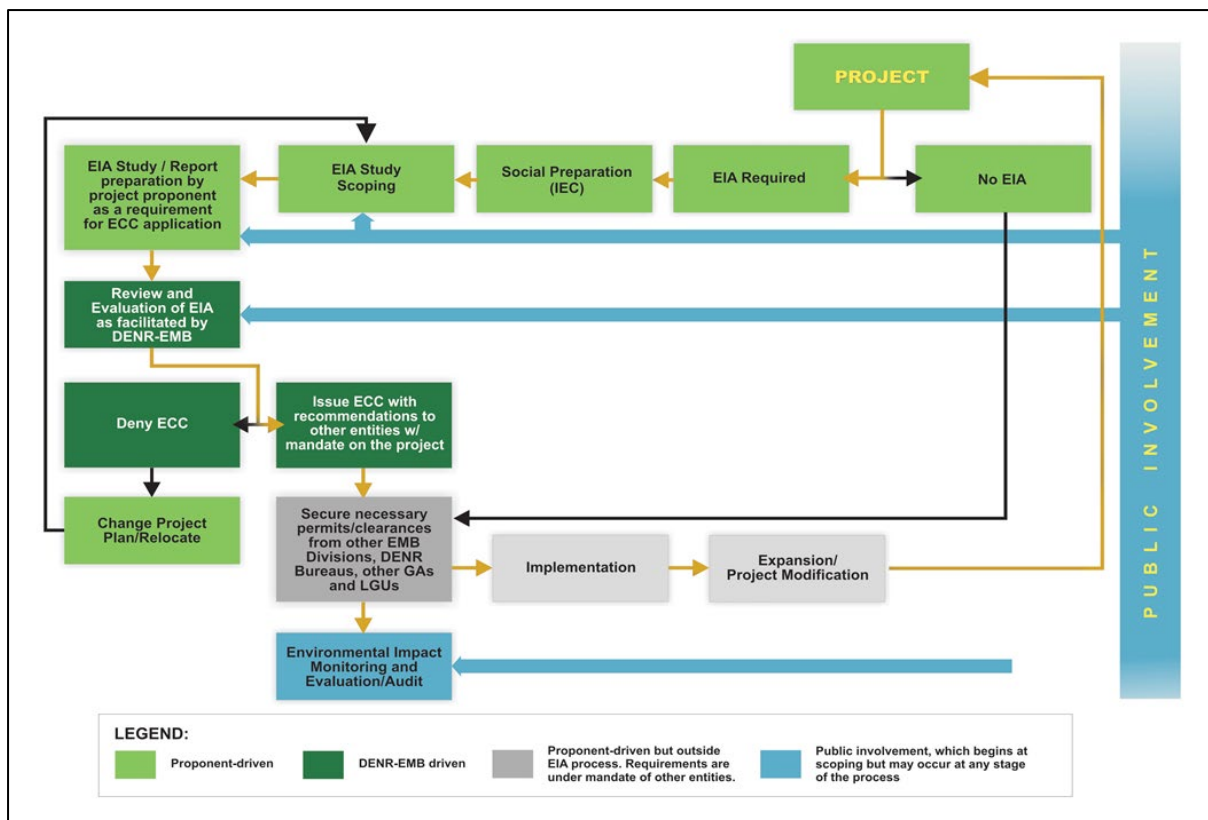 PROJECT
EIA Study / Report
preparation by
project proponent
as a requirement
for ECC application
EIA Study
Scoping
Social Preparation
(IEC)
EIA Required
No EIA
Review and
Evaluation of EIA
as facilitated by
DENR-EMB
Deny ECC
Issue ECC with
recommendations to
other entities w/
mandate on the project
Change Project
Plan/Relocate
Secure necessary
permits/clearances
from other EMB
Divisions, DENR
Bureaus, other GAs
and LGUs
Implementation
Expansion/
Project Modification
Environmental Impact
Monitoring and
Evaluation/Audit
PUBLIC INVOLVEMENT
LEGEND:
Proponent-driven
DENR-EMB driven
Proponent-driven but outside
EIA process. Requirements are
under mandate of other entities.
Public involvement, which begins at
scoping but may occur at any stage
of the process